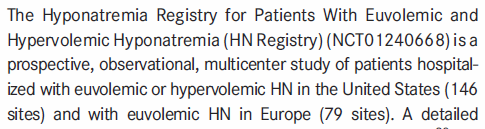 The Hyponatremia Registry for Patients With Euvolemic and
Hypervolemic Hyponatremia (HN Registry) (NCT01240668) is a
prospective, observational, multicenter study of patients hospital-
ized with euvolemic or hypervolemic HN in the United States (146
sites) and with euvolemic HN in Europe (79 sites). A detailed